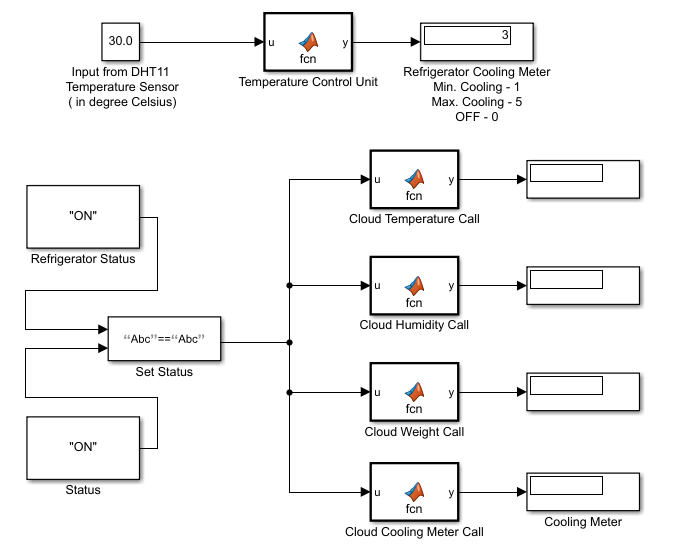 30.0
u
y
fcn
3
Input from DHT11
Temperature Sensor
( in degree Celsius)
Temperature Control Unit
Refrigerator Cooling Meter
Min. Cooling - 1
Max. Cooling - 5
OFF - 0
u
y
fcn
Cloud Temperature Call
"ON"
Refrigerator Status
u
y
fcn
Cloud Humidity Call
“Abc”==“Abc”
Set Status
u
y
fcn
Cloud Weight Call
"ON"
Status
u
y
fcn
Cloud Cooling Meter Call
Cooling Meter